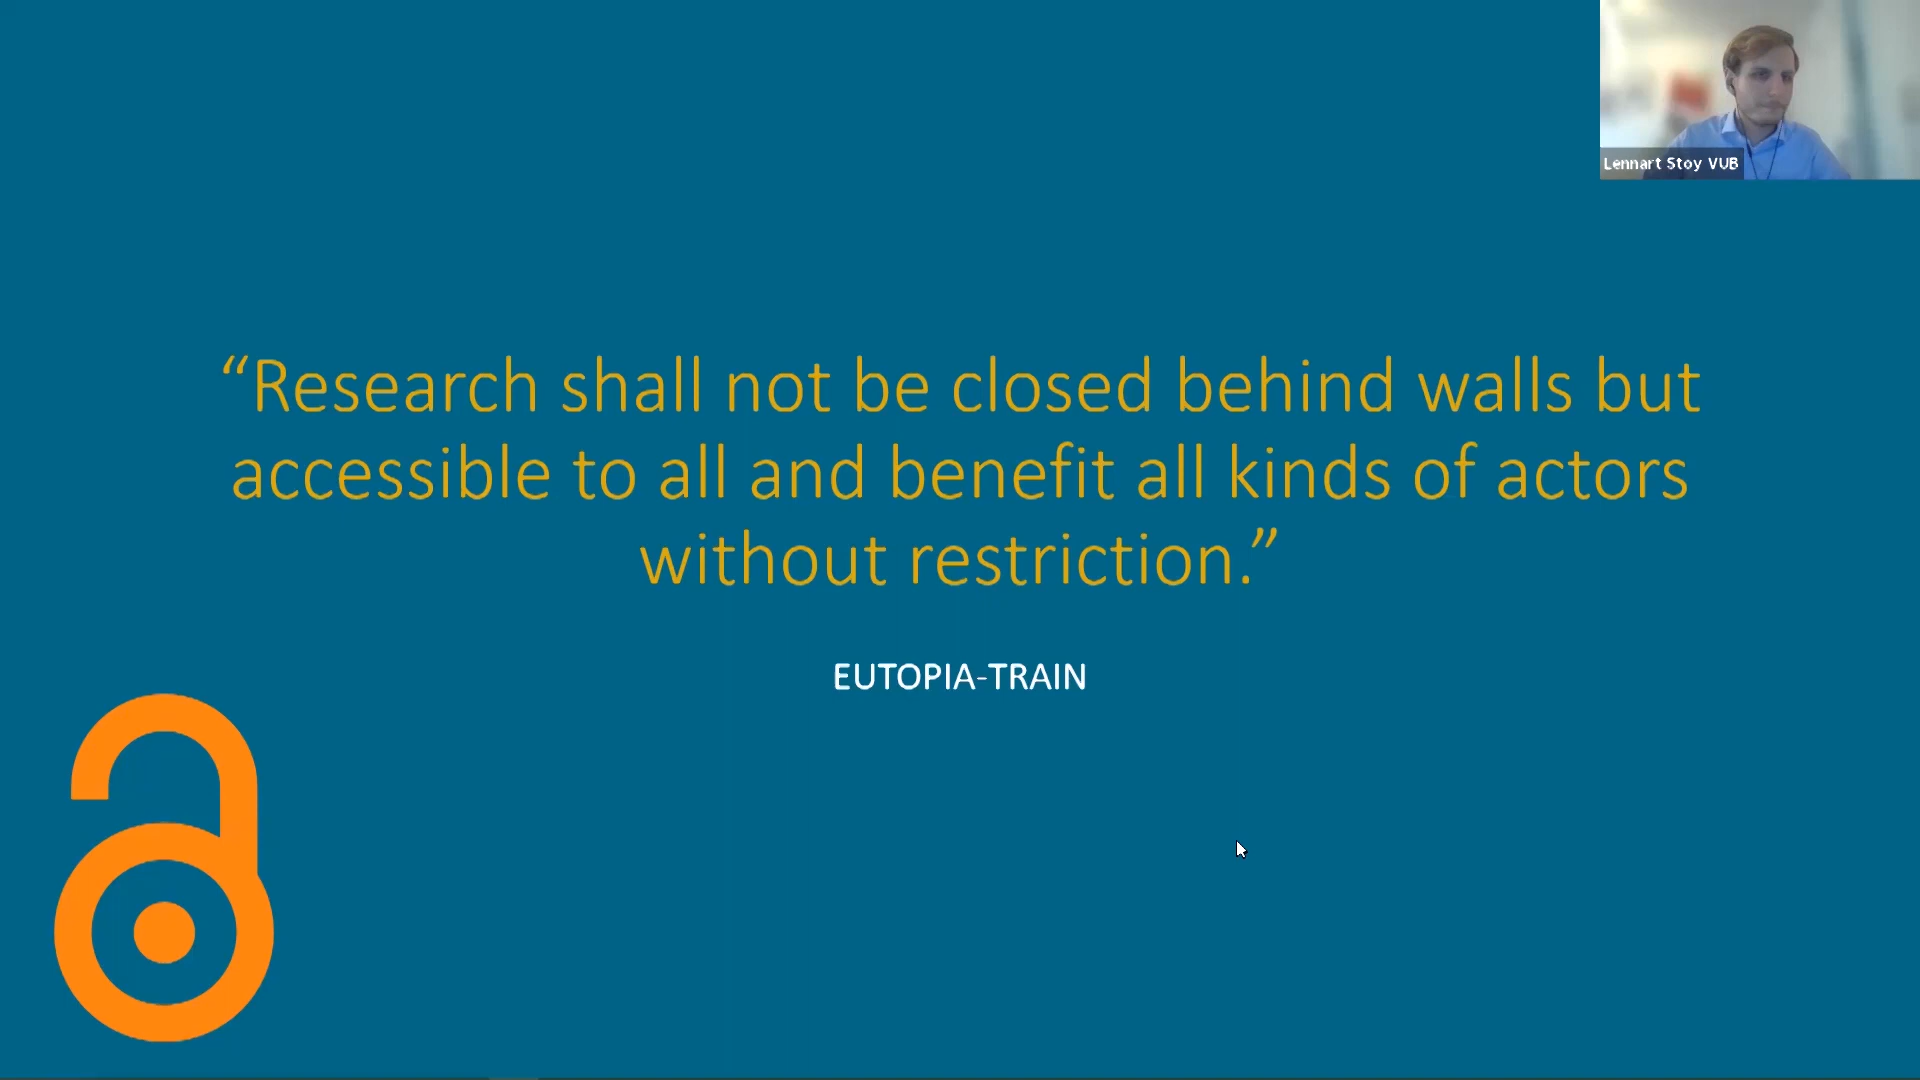 Lennart Stoy VUB
“Research shall not be closed behind walls but
accessible to all and benefit all kinds of actors
without restriction.”
EUTOPIA-TRAIN